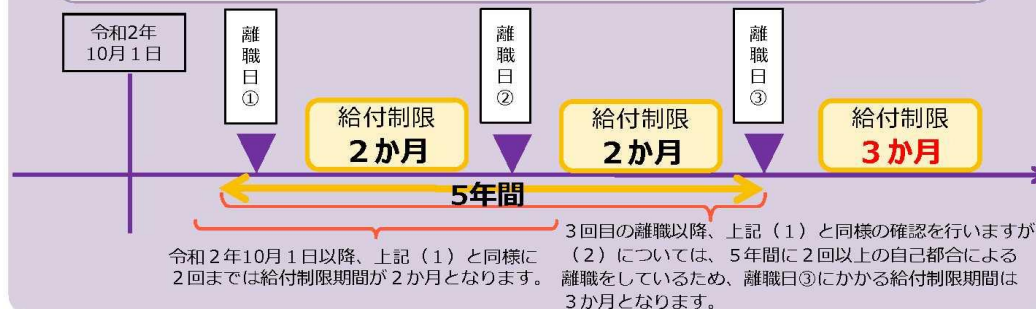 令和2年
10月１日
離職日①
離職日②
離職日③
給付制限
２か月
給付制限
２か月
給付制限
３か月
5年間
令和２年10月１日以降、上記（１）と同様に
２回までは給付制限期間が２か月となります。
３回目の離職以降、上記（１）と同様の確認を行いますが
（２）については、５年間に２回以上の自己都合による
離職をしているため、離職日③にかかる給付制限期間は
３か月となります。